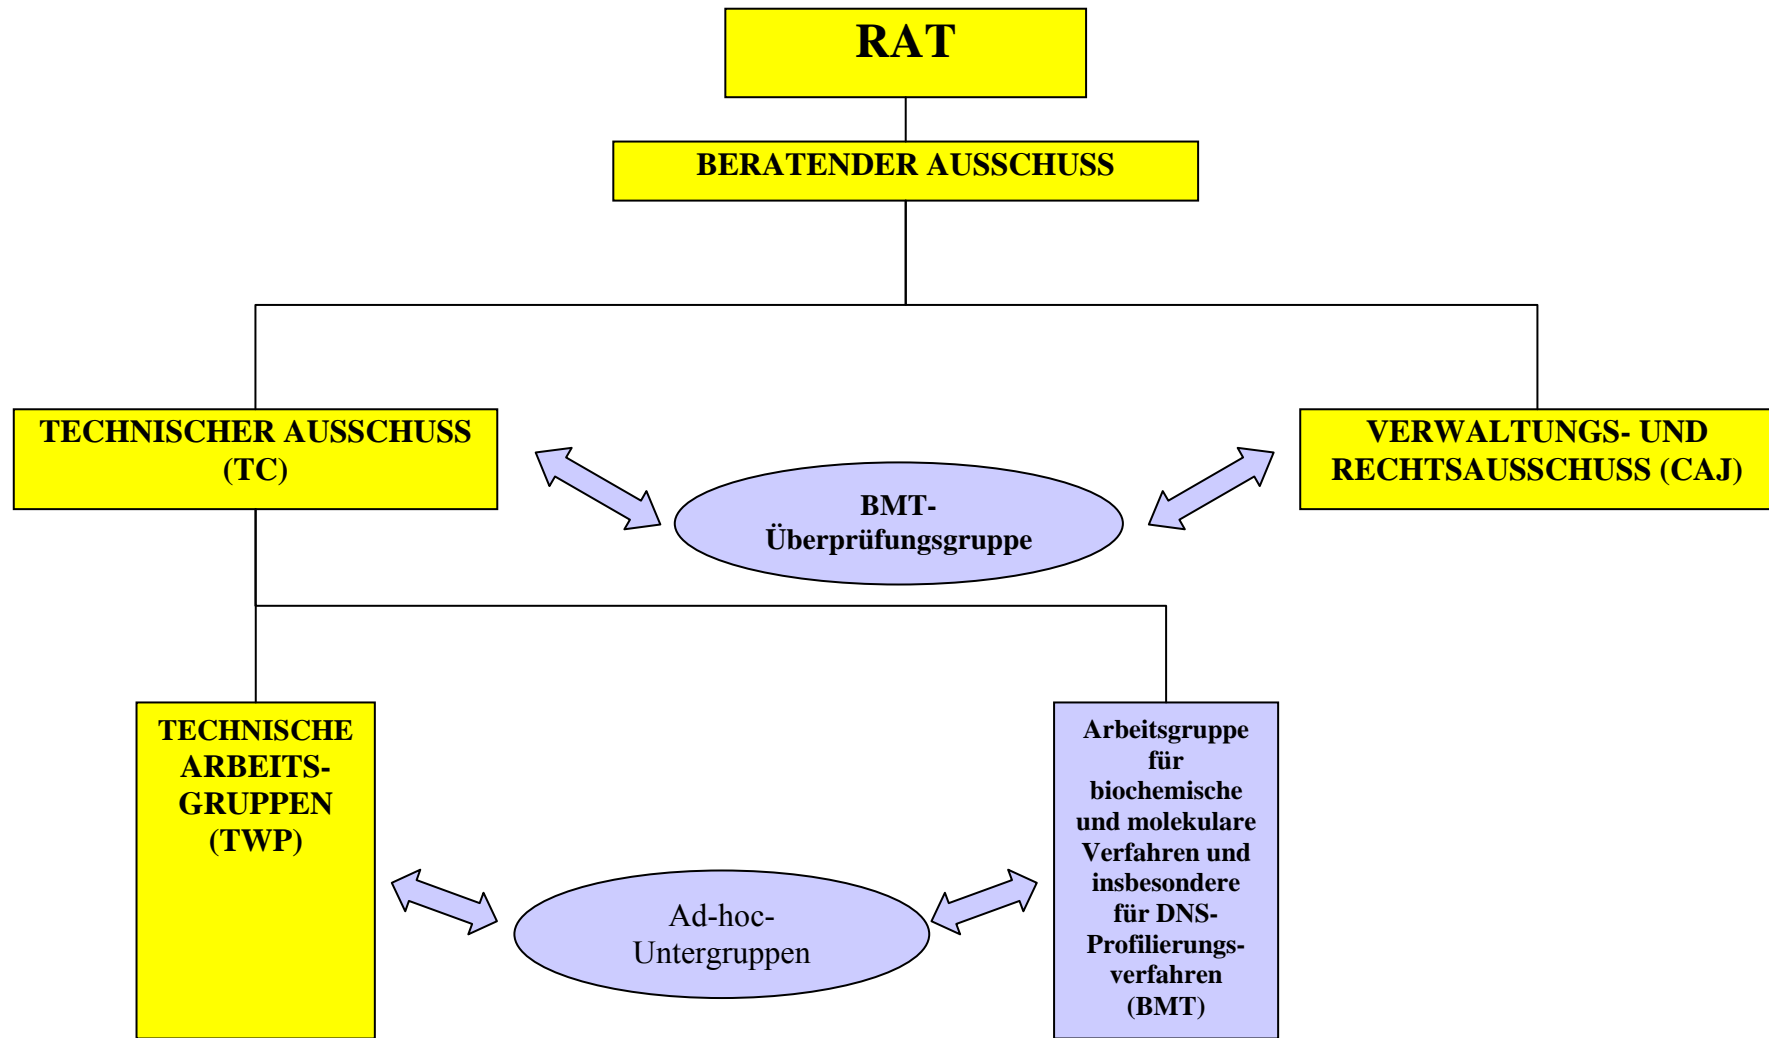 RAT
BERATENDER AUSSCHUSS
TECHNISCHER AUSSCHUSS
(TC)
VERWALTUNGS- UND
RECHTSAUSSCHUSS (CAJ)
BMT-
Überprüfungsgruppe
TECHNISCHE
ARBEITS-
GRUPPEN
(TWP)
Ad-hoc-
Untergruppen
Arbeitsgruppe
für
biochemische
und molekulare
Verfahren und
insbesondere
für DNS-
Profilierungs-
verfahren
(BMT)